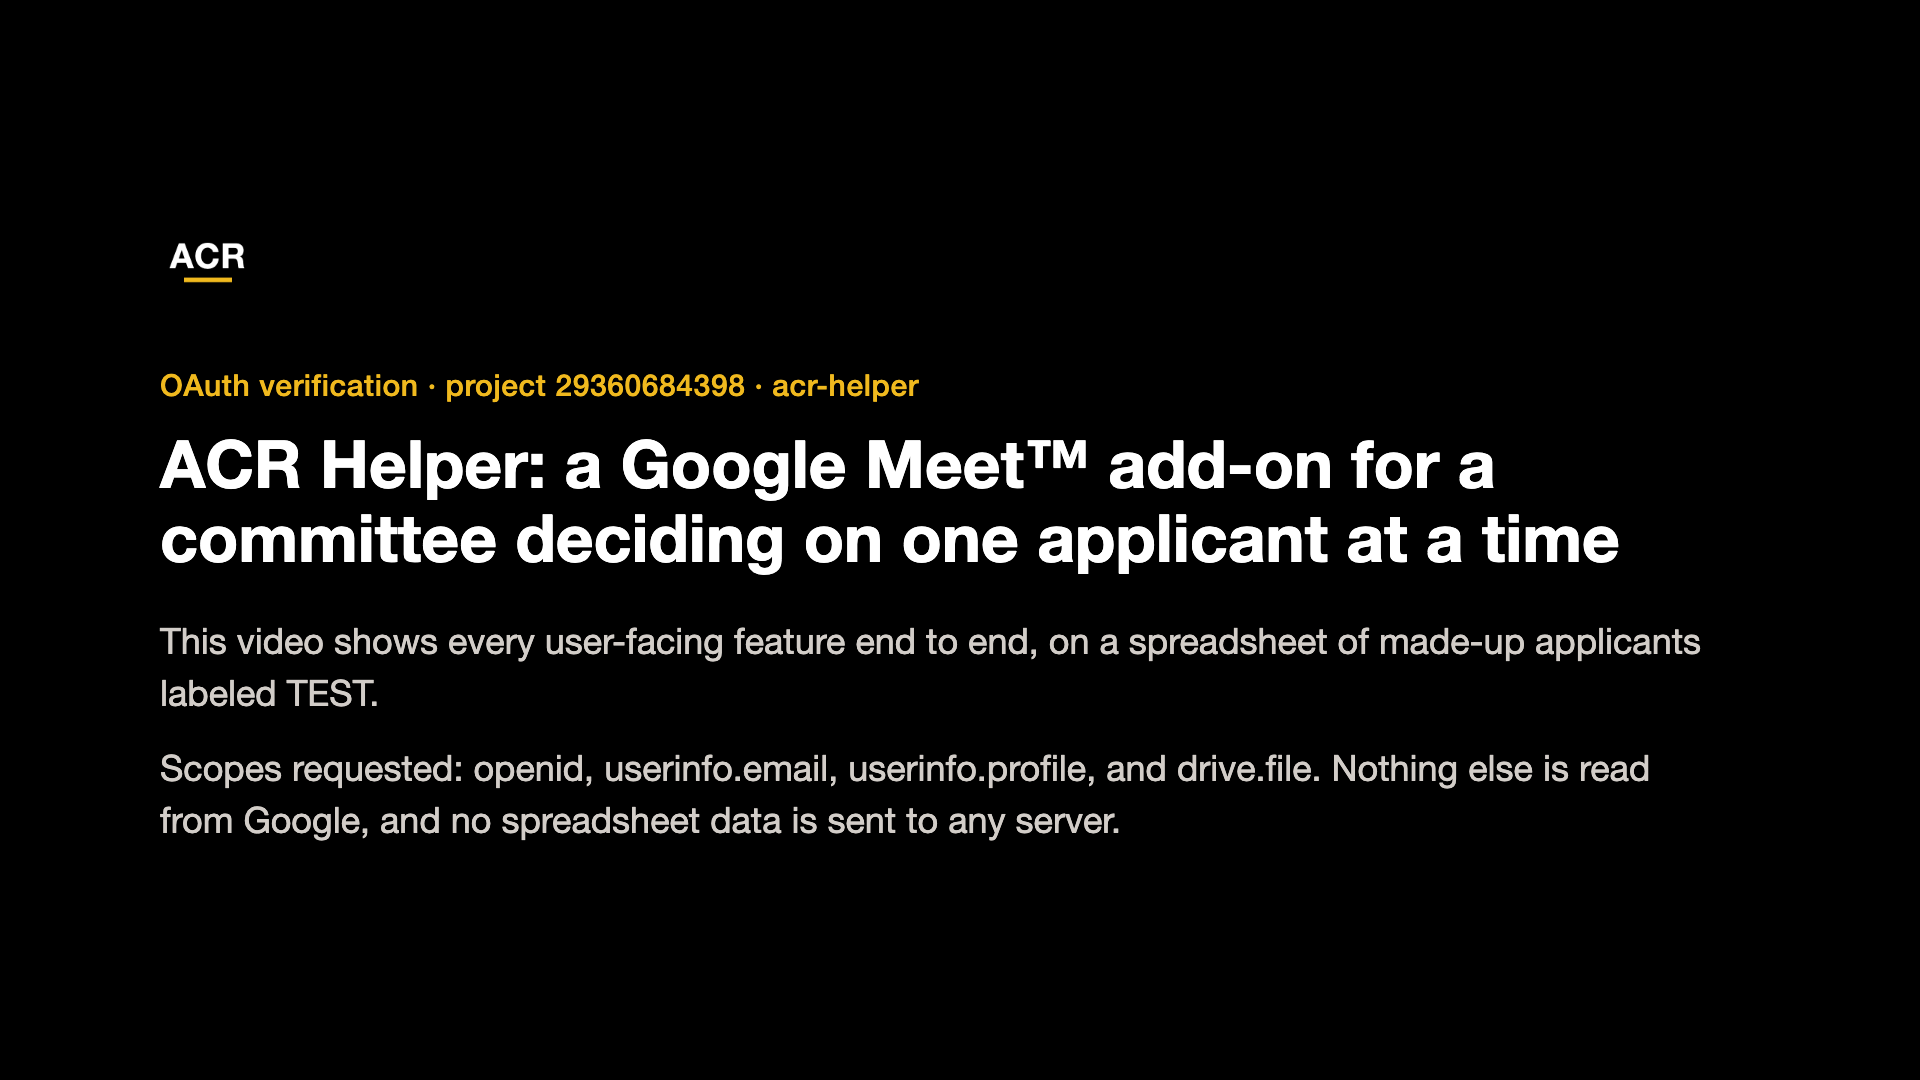 ACR
OAuth verification · project 29360684398 · acr-helper
ACR Helper: a Google Meet™ add-on for a
committee deciding on one applicant at a time
This video shows every user-facing feature end to end, on a spreadsheet of made-up applicants
labeled TEST.
Scopes requested: openid, userinfo.email, userinfo.profile, and drive.file. Nothing else is read
from Google, and no spreadsheet data is sent to any server.